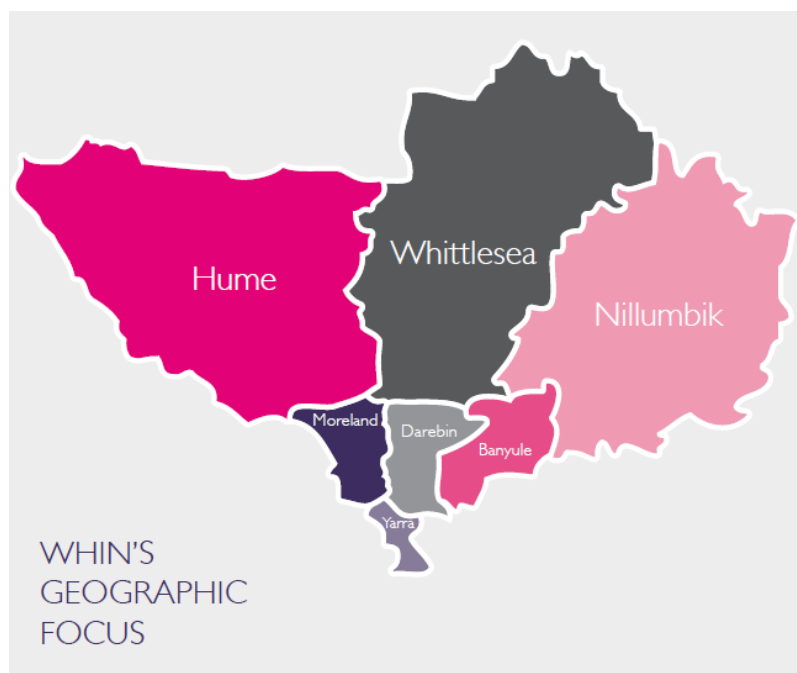 Whittlesea
Hume
Nillumbik
Moreland
Darebin
Banyule
Yarra
WHIN'S
GEOGRAPHIC
FOCUS